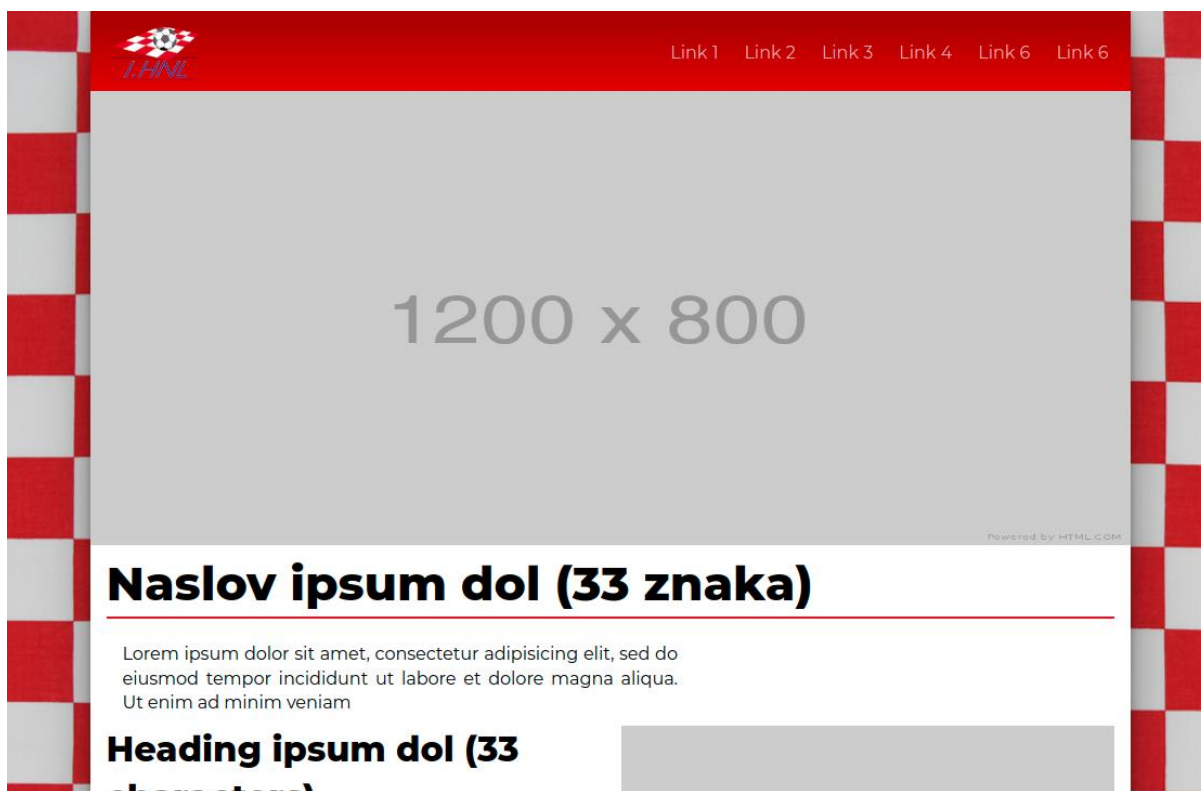 1.HNL
Link 1 Link 2 Link 3 Link 4 Link 6 Link 6
1200 x 800
Powered by HTML.COM
Naslov ipsum dol (33 znaka)
Lorem ipsum dolor sit amet, consectetur adipisicing elit, sed do
eiusmod tempor incididunt ut labore et dolore magna aliqua.
Ut enim ad minim veniam
Heading ipsum dol (33